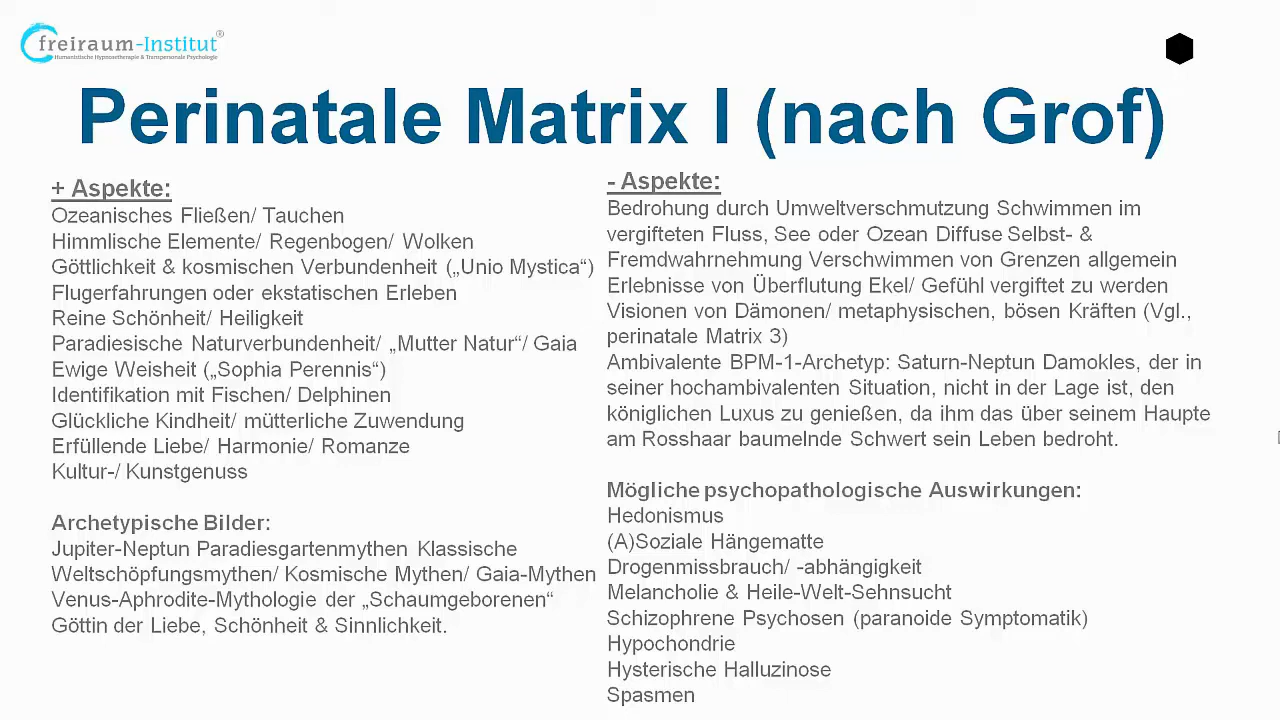 freiraum-Institut®
Humanistische Hypnosetherapie & Transpersonale Psychologie
Perinatale Matrix I (nach Grof)
+ Aspekte:
Ozeanisches Fließen/ Tauchen
Himmlische Elemente/ Regenbogen/ Wolken
Göttlichkeit & kosmischen Verbundenheit („Unio Mystica“)
Flugerfahrungen oder ekstatischen Erleben
Reine Schönheit/ Heiligkeit
Paradiesische Naturverbundenheit/ „Mutter Natur“/ Gaia
Ewige Weisheit („Sophia Perennis“)
Identifikation mit Fischen/ Delphinen
Glückliche Kindheit/ mütterliche Zuwendung
Erfüllende Liebe/ Harmonie/ Romanze
Kultur-/ Kunstgenuss
Archetypische Bilder:
Jupiter-Neptun Paradiesgartenmythen Klassische
Weltschöpfungsmythen/ Kosmische Mythen/ Gaia-Mythen
Venus-Aphrodite-Mythologie der „Schaumgeborenen“
Göttin der Liebe, Schönheit & Sinnlichkeit.
- Aspekte:
Bedrohung durch Umweltverschmutzung Schwimmen im
vergifteten Fluss, See oder Ozean Diffuse Selbst- &
Fremdwahrnehmung Verschwimmen von Grenzen allgemein
Erlebnisse von Überflutung Ekel/ Gefühl vergiftet zu werden
Visionen von Dämonen/ metaphysischen, bösen Kräften (Vgl.,
perinatale Matrix 3)
Ambivalente BPM-1-Archetyp: Saturn-Neptun Damokles, der in
seiner hochambivalenten Situation, nicht in der Lage ist, den
königlichen Luxus zu genießen, da ihm das über seinem Haupte
am Rosshaar baumelnde Schwert sein Leben bedroht.
Mögliche psychopathologische Auswirkungen:
Hedonismus
(A)Soziale Hängematte
Drogenmissbrauch/ -abhängigkeit
Melancholie & Heile-Welt-Sehnsucht
Schizophrene Psychosen (paranoide Symptomatik)
Hypochondrie
Hysterische Halluzinose
Spasmen